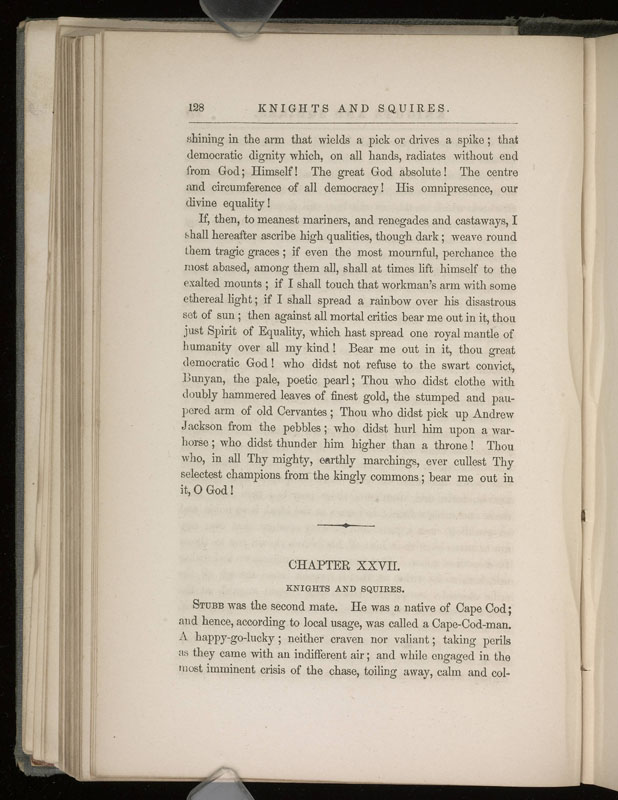 128 KNIGHTS AND SQUIRES.
shining in the arm that wields a pick or drives a spike; that
democratic dignity which, on all hands, radiates without end
from God; Himself! The great God absolute! The centre
and circumference of all democracy! His omnipresence, our
divine equality!
If, then, to meanest mariners, and renegades and castaways, I
shall hereafter ascribe high qualities, though dark; weave round
them tragic graces; if even the most mournful, perchance the
most abased, among them all, shall at times lift himself to the
exalted mounts; if I shall touch that workman's arm with some
ethereal light; if I shall spread a rainbow over his disastrous
set of sun; then against all mortal critics bear me out in it, thou
just Spirit of Equality, which hast spread one royal mantle of
humanity over all my kind! Bear me out in it, thou great
democratic God! who didst not refuse to the swart convict,
Bunyan, the pale, poetic pearl; Thou who didst clothe with
doubly hammered leaves of finest gold, the stumped and pau-
pered arm of old Cervantes; Thou who didst pick up Andrew
Jackson from the pebbles; who didst hurl him upon a war-
horse; who didst thunder him higher than a throne! Thou
who, in all Thy mighty, earthly marchings, ever cullest Thy
selectest champions from the kingly commons; bear me out in
it, O God!
CHAPTER XXVII.
KNIGHTS AND SQUIRES.
STUBB was the second mate. He was a native of Cape Cod;
and hence, according to local usage, was called a Cape-Cod-man.
A happy-go-lucky; neither craven nor valiant; taking perils
as they came with an indifferent air; and while engaged in the
most imminent crisis of the chase, toiling away, calm and col-